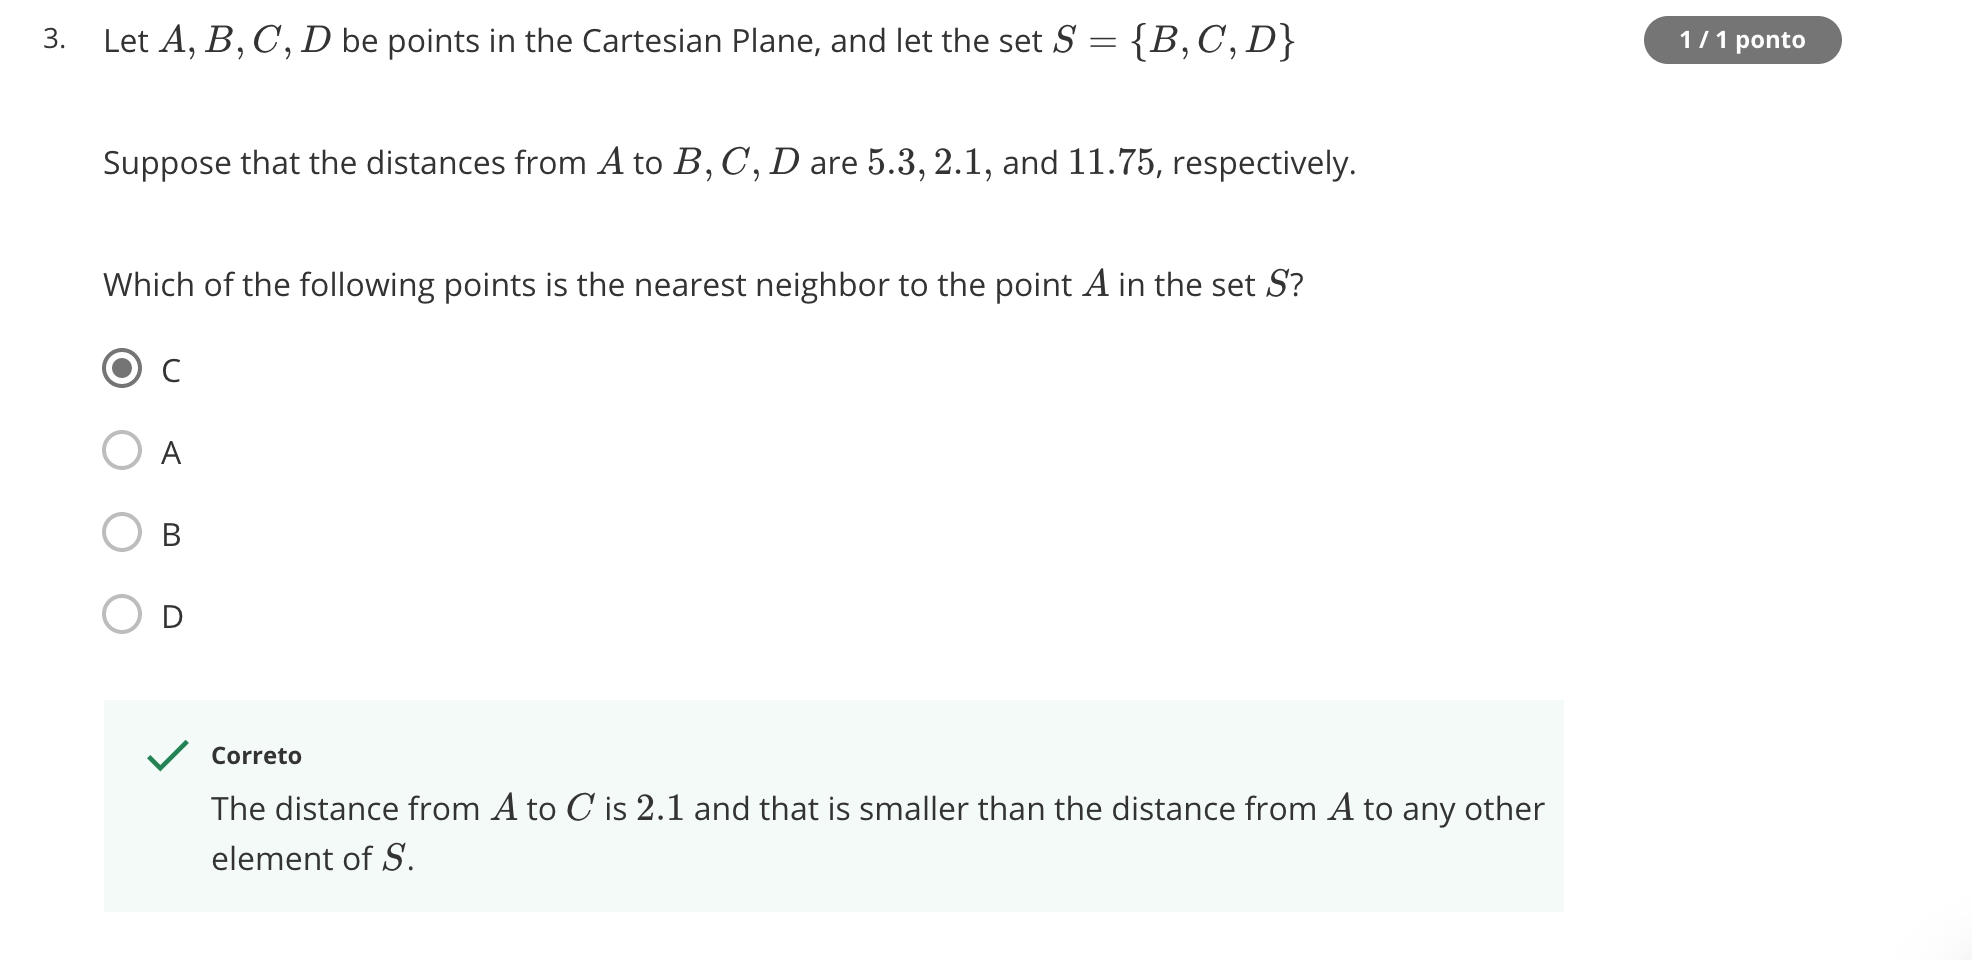 3. Let A, B, C, D be points in the Cartesian Plane, and let the set S = {B, C, D}
1 / 1 ponto
Suppose that the distances from A to B, C, D are 5.3, 2.1, and 11.75, respectively.
Which of the following points is the nearest neighbor to the point A in the set S?
C
A
B
D
Correto
The distance from A to C is 2.1 and that is smaller than the distance from A to any other
element of S.